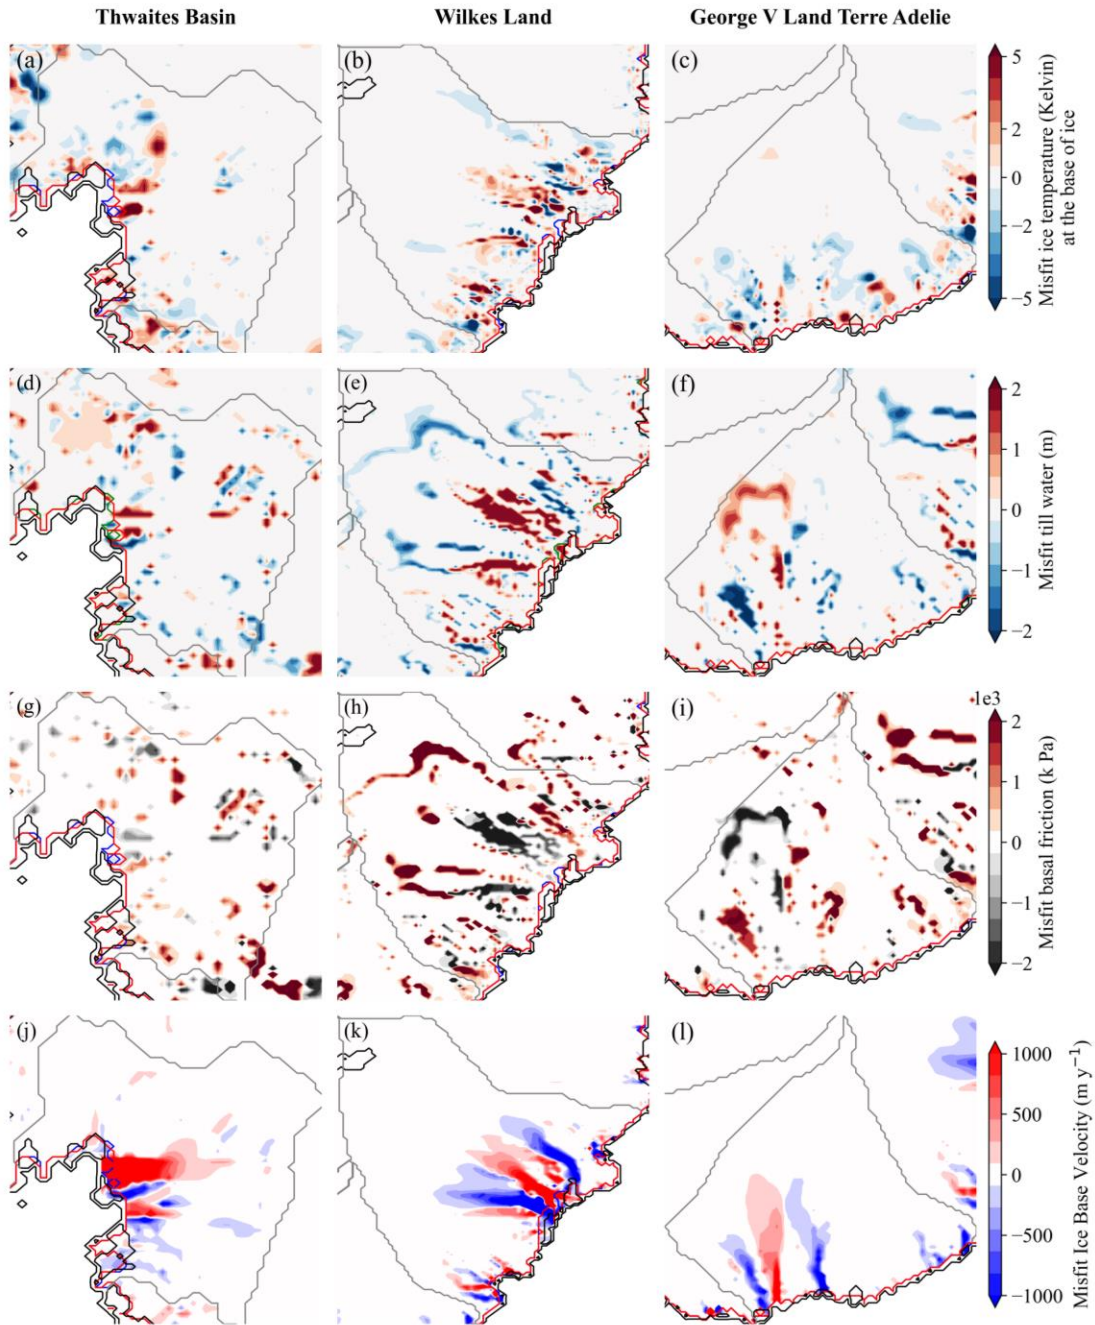 Thwaites Basin
Wilkes Land
George V Land Terre Adelie
(a)
(b)
(c)
5
2
0
−2
−5
Misfit ice temperature (Kelvin)
at the base of ice
(d)
(e)
(f)
2
1
0
−1
−2
Misfit till water (m)
(g)
(h)
(i)
1e3
2
1
0
−1
−2
Misfit basal friction (k Pa)
(j)
(k)
(l)
1000
500
0
−500
−1000
Misfit Ice Base Velocity (m y⁻¹)